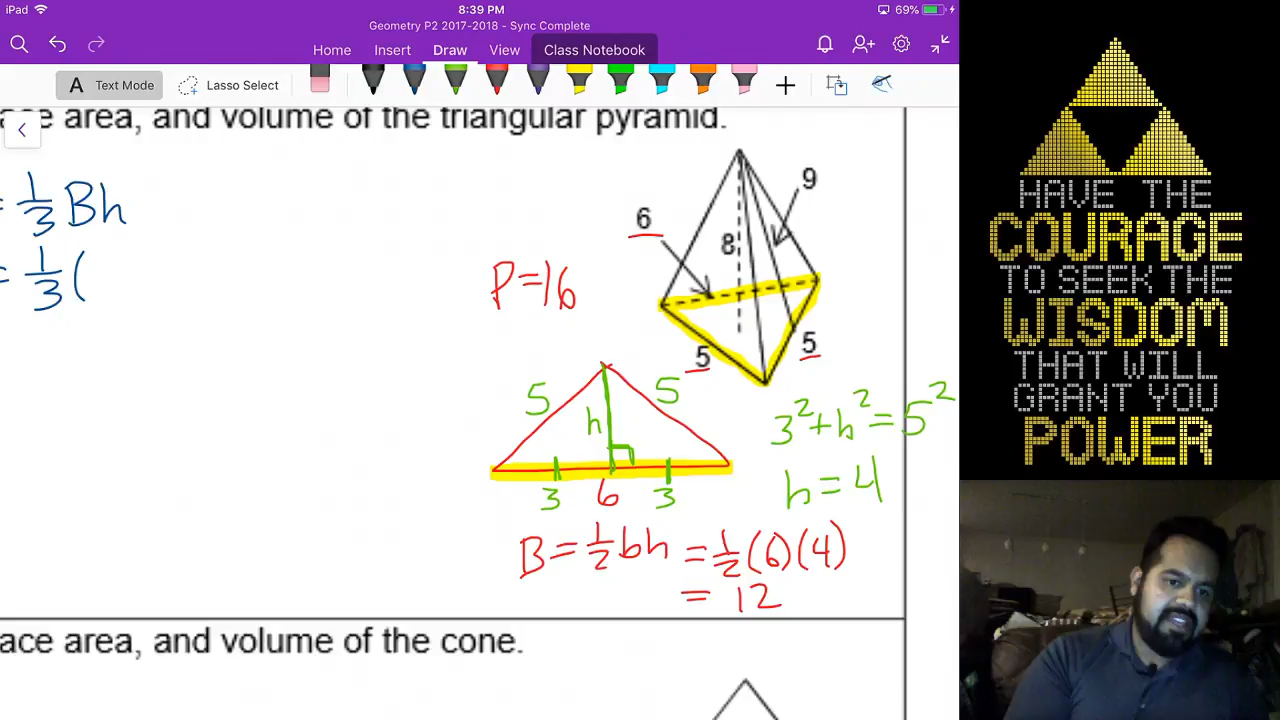 iPad
8:39 PM
69%
Geometry P2 2017-2018 - Sync Complete
Home Insert Draw View Class Notebook
A Text Mode Lasso Select
ace area, and volume of the triangular pyramid.
= 1/3 Bh
= 1/3 (
P=16
6
9
8
5
5
5
5
h
3 6 3
3² + h² = 5²
h = 4
B = 1/2 bh = 1/2 (6)(4)
= 12
ace area, and volume of the cone.
HAVE THE
COURAGE
TO SEEK THE
WISDOM
THAT WILL
GRANT YOU
POWER